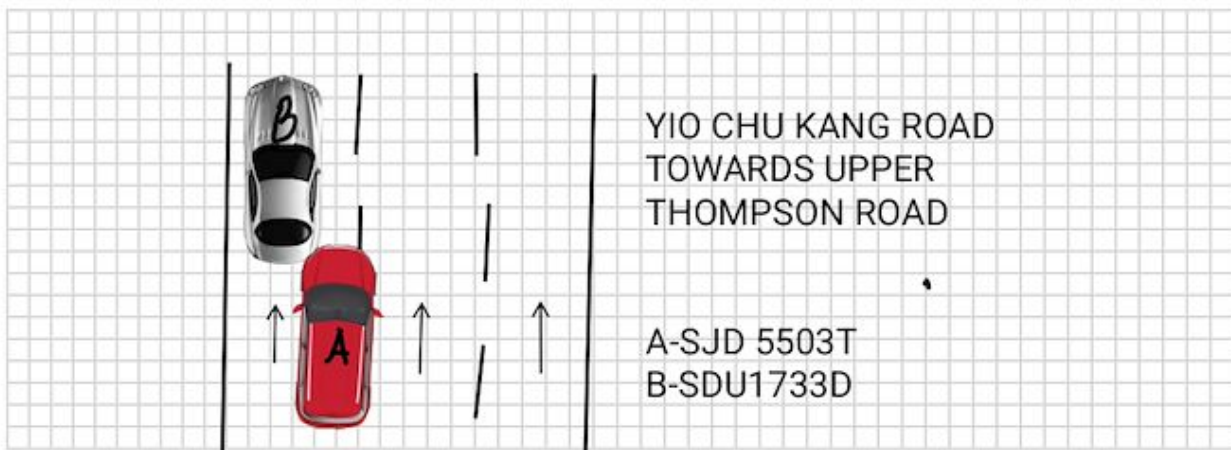 B
YIO CHU KANG ROAD
TOWARDS UPPER
THOMPSON ROAD
A
A-SJD 5503T
B-SDU1733D